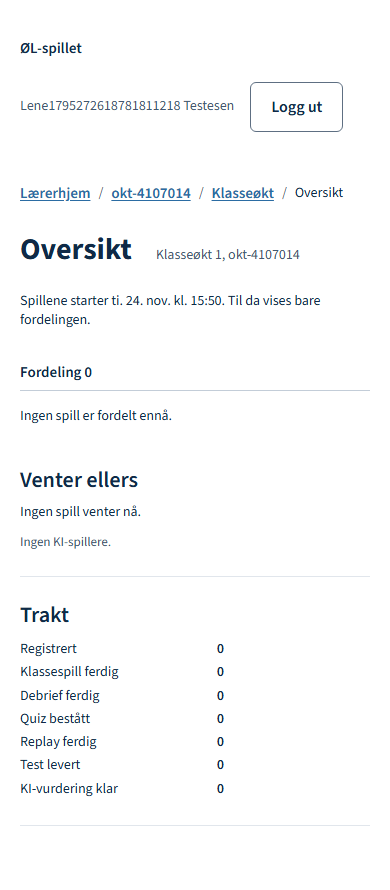 ØL-spillet
Lene1795272618781811218 Testesen
Logg ut
Lærerhjem / okt-4107014 / Klasseøkt / Oversikt
Oversikt
Klasseøkt 1, okt-4107014
Spillene starter ti. 24. nov. kl. 15:50. Til da vises bare
fordelingen.
Fordeling 0
Ingen spill er fordelt ennå.
Venter ellers
Ingen spill venter nå.
Ingen KI-spillere.
Trakt
Registrert 0
Klassespill ferdig 0
Debrief ferdig 0
Quiz bestått 0
Replay ferdig 0
Test levert 0
KI-vurdering klar 0